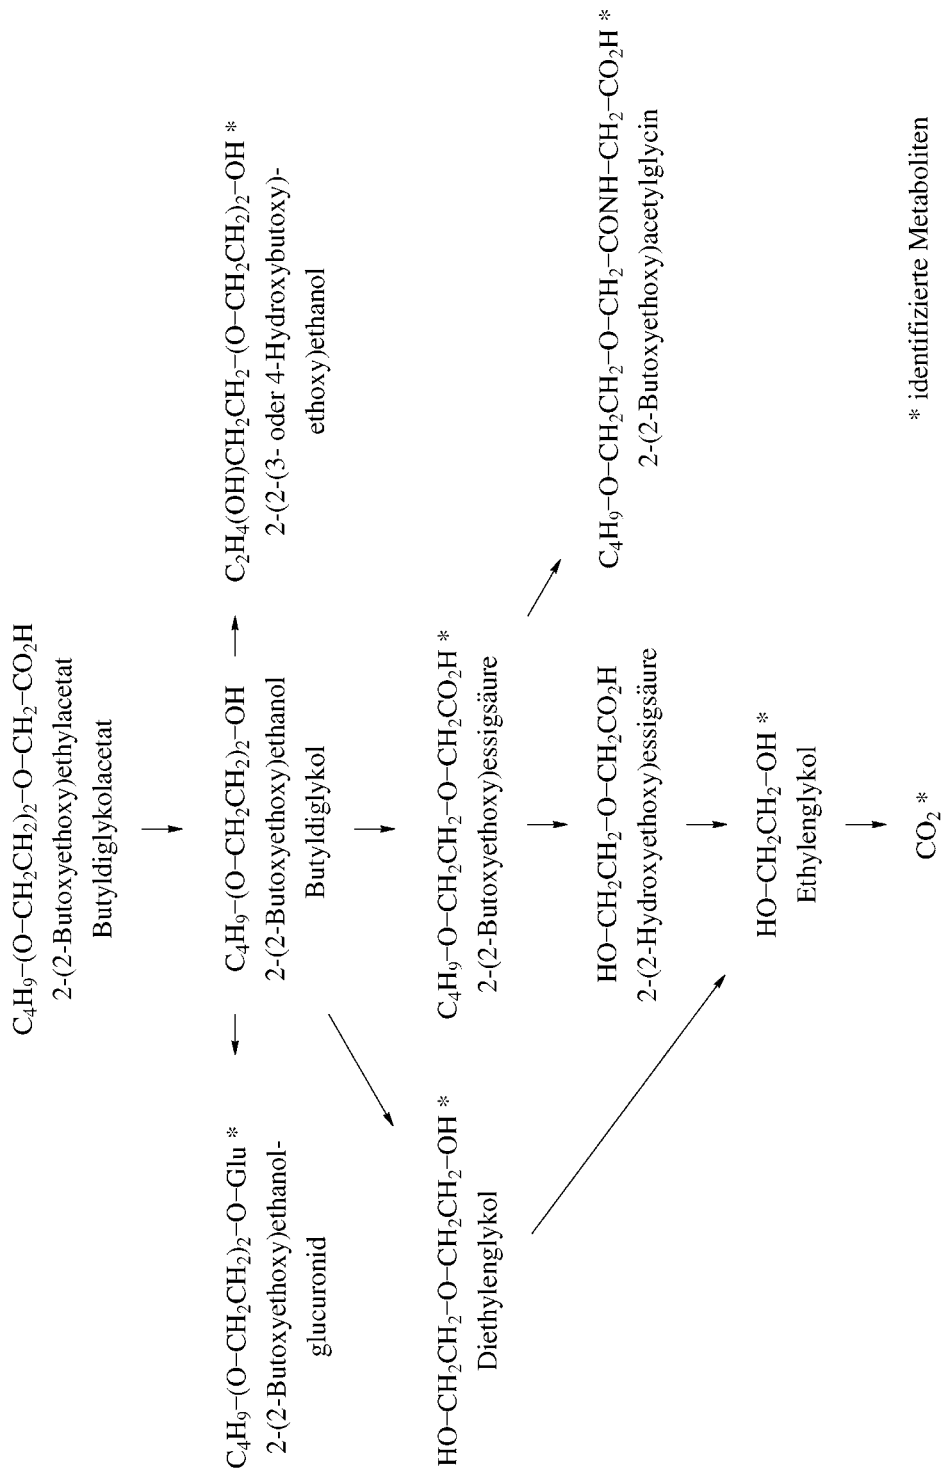 C₄H₉–(O–CH₂CH₂)₂–O–CH₂–CO₂H
2-(2-Butoxyethoxy)ethylacetat
Butyldiglykolacetat
C₄H₉–(O–CH₂CH₂)₂–O–Glu *
2-(2-Butoxyethoxy)ethanol-
glucuronid
C₄H₉–(O–CH₂CH₂)₂–OH
2-(2-Butoxyethoxy)ethanol
Butyldiglykol
C₂H₄(OH)CH₂CH₂–(O–CH₂CH₂)₂–OH *
2-(2-(3- oder 4-Hydroxybutoxy)-
ethoxy)ethanol
HO–CH₂CH₂–O–CH₂CH₂–OH *
Diethylenglykol
C₄H₉–O–CH₂CH₂–O–CH₂CO₂H *
2-(2-Butoxyethoxy)essigsäure
HO–CH₂CH₂–O–CH₂CO₂H
2-(2-Hydroxyethoxy)essigsäure
C₄H₉–O–CH₂CH₂–O–CH₂–CONH–CH₂–CO₂H *
2-(2-Butoxyethoxy)acetylglycin
HO–CH₂CH₂–OH *
Ethylenglykol
CO₂ *
* identifizierte Metaboliten